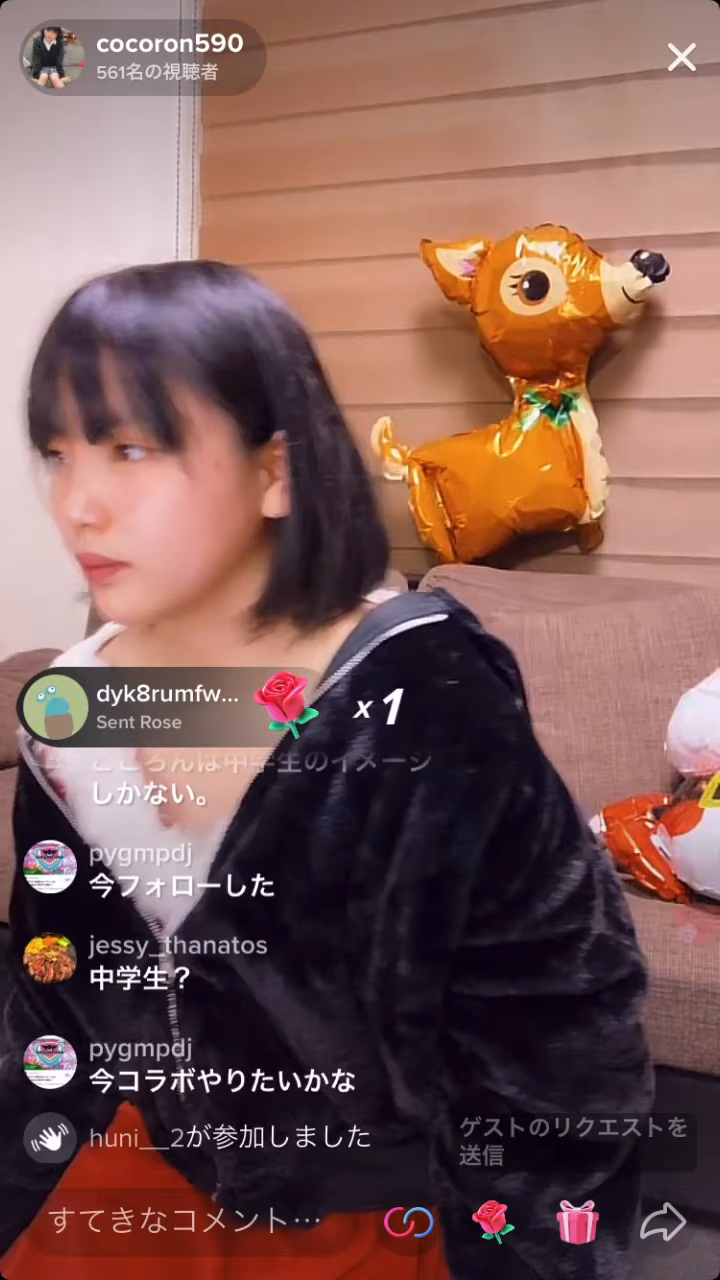 cocoron590
561名の視聴者
dyk8rumfw...
Sent Rose
x 1
こころんは中学生のイメージ
しかない。
pygmpdj
今フォローした
jessy_thanatos
中学生？
pygmpdj
今コラボやりたいかな
huni__2が参加しました
ゲストのリクエストを
送信
すてきなコメント…